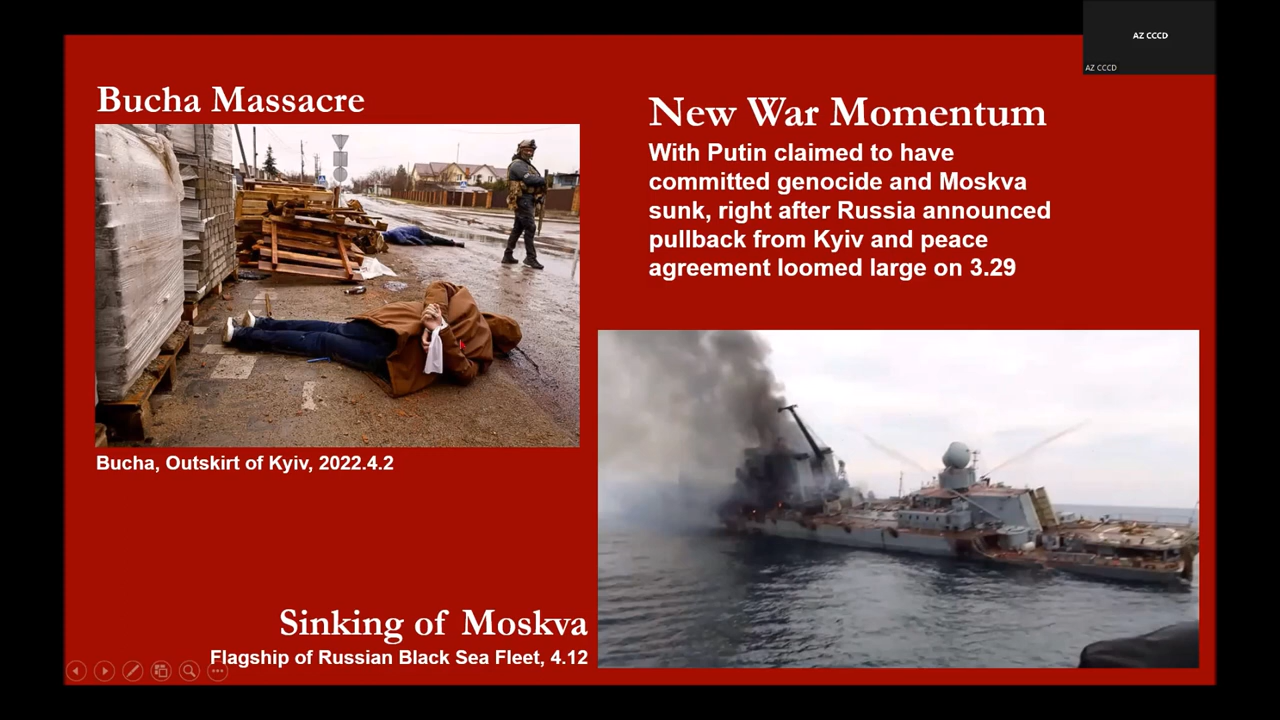 AZ CCCD
AZ CCCD
Bucha Massacre
Bucha, Outskirt of Kyiv, 2022.4.2
New War Momentum
With Putin claimed to have
committed genocide and Moskva
sunk, right after Russia announced
pullback from Kyiv and peace
agreement loomed large on 3.29
Sinking of Moskva
Flagship of Russian Black Sea Fleet, 4.12